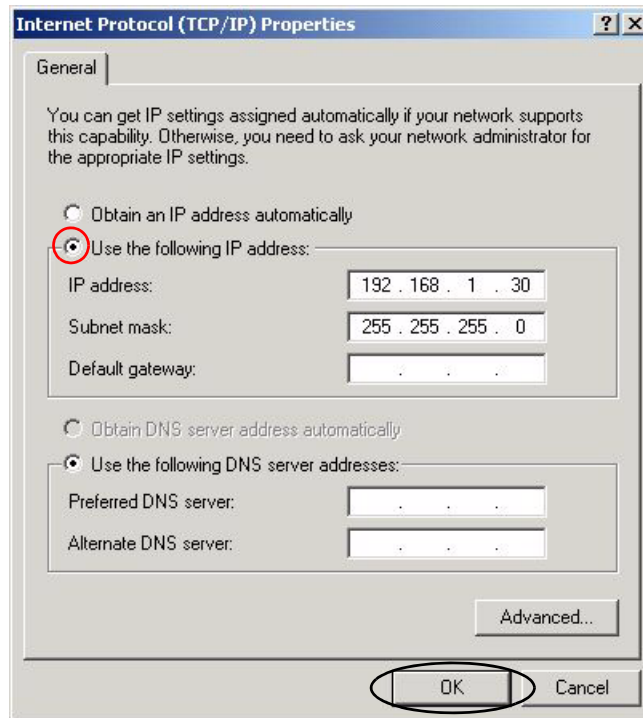 Internet Protocol (TCP/IP) Properties
General
You can get IP settings assigned automatically if your network supports
this capability. Otherwise, you need to ask your network administrator for
the appropriate IP settings.
Obtain an IP address automatically
Use the following IP address:
IP address: 192 . 168 . 1 . 30
Subnet mask: 255 . 255 . 255 . 0
Default gateway: . . .
Obtain DNS server address automatically
Use the following DNS server addresses:
Preferred DNS server: . . .
Alternate DNS server: . . .
Advanced...
OK Cancel